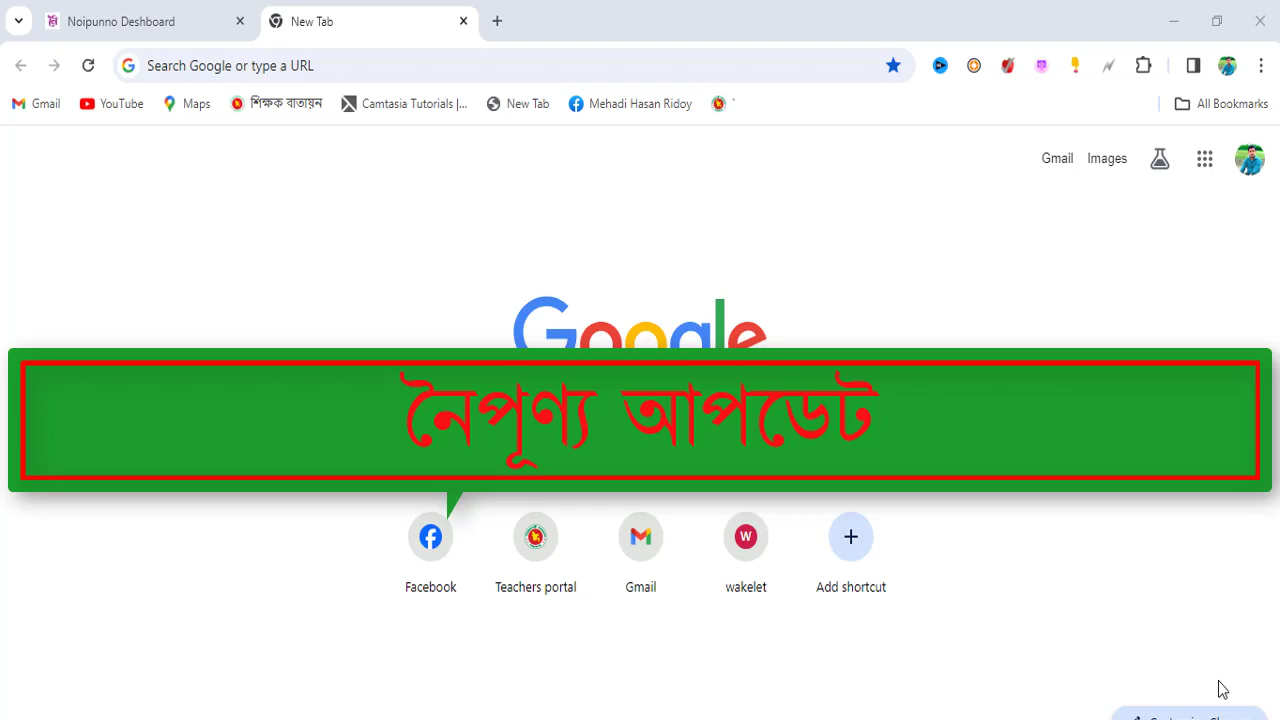 Noipunno Deshboard
New Tab
Search Google or type a URL
Gmail
YouTube
Maps
শিক্ষক বাতায়ন
Camtasia Tutorials |...
New Tab
Mehadi Hasan Ridoy
`
All Bookmarks
Gmail
Images
Google
নৈপূণ্য আপডেট
Facebook
Teachers portal
Gmail
W
wakelet
Add shortcut